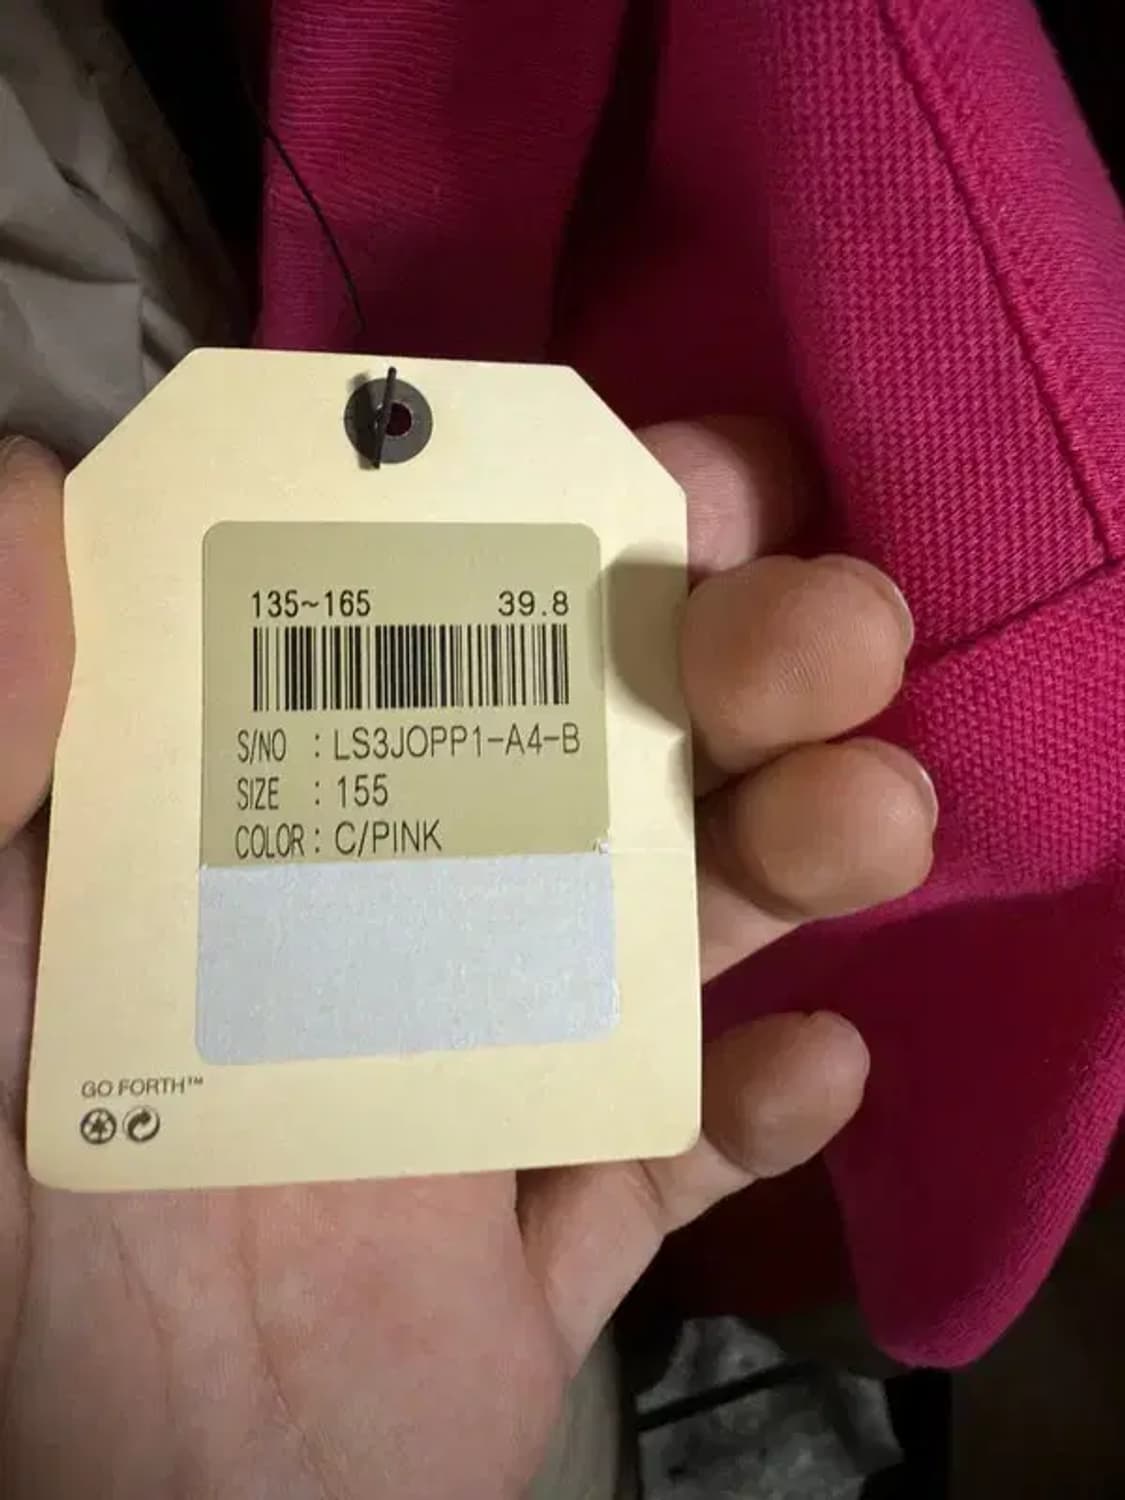 135~165 39.8
S/NO : LS3JOPP1-A4-B
SIZE : 155
COLOR : C/PINK
GO FORTH™